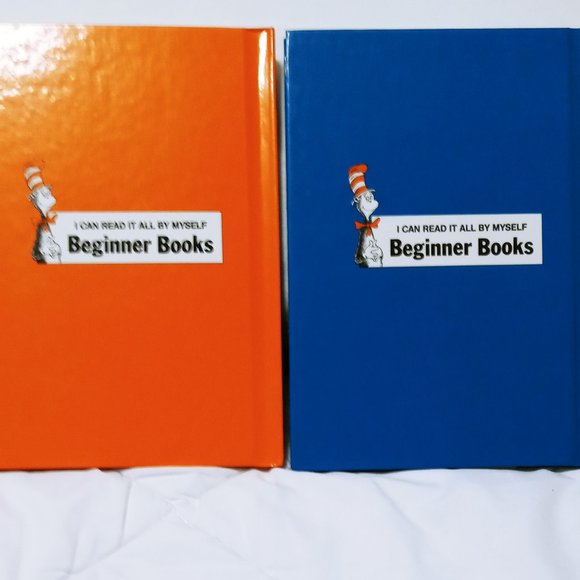 I CAN READ IT ALL BY MYSELF
Beginner Books
I CAN READ IT ALL BY MYSELF
Beginner Books